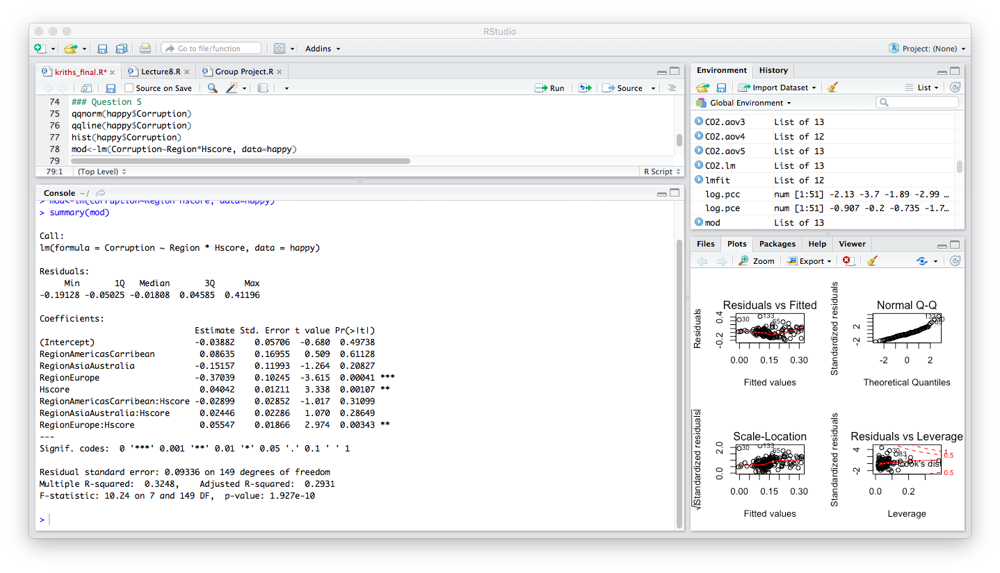 RStudio
Go to file/function
Addins
Project: (None)
kriths_final.R*
Lecture8.R
Group Project.R
Source on Save
Run
Source
74 ### Question 5
75 qqnorm(happy$Corruption)
76 qqline(happy$Corruption)
77 hist(happy$Corruption)
78 mod<-lm(Corruption~Region*Hscore, data=happy)
79
79:1 (Top Level) R Script
Console ~/
> mod<-lm(Corruption~Region*Hscore, data=happy)
> summary(mod)
Call:
lm(formula = Corruption ~ Region * Hscore, data = happy)
Residuals:
Min 1Q Median 3Q Max
-0.19128 -0.05025 -0.01808 0.04585 0.41196
Coefficients:
Estimate Std. Error t value Pr(>|t|)
(Intercept) -0.03882 0.05706 -0.680 0.49738
RegionAmericasCarribean 0.08635 0.16955 0.509 0.61128
RegionAsiaAustralia -0.15157 0.11993 -1.264 0.20827
RegionEurope -0.37039 0.10245 -3.615 0.00041 ***
Hscore 0.04042 0.01211 3.338 0.00107 **
RegionAmericasCarribean:Hscore -0.02899 0.02852 -1.017 0.31099
RegionAsiaAustralia:Hscore 0.02446 0.02286 1.070 0.28649
RegionEurope:Hscore 0.05547 0.01866 2.974 0.00343 **
---
Signif. codes: 0 '***' 0.001 '**' 0.01 '*' 0.05 '.' 0.1 ' ' 1
Residual standard error: 0.09336 on 149 degrees of freedom
Multiple R-squared: 0.3248, Adjusted R-squared: 0.2931
F-statistic: 10.24 on 7 and 149 DF, p-value: 1.927e-10
>
Environment History
Import Dataset
List
Global Environment
CO2.aov3 List of 13
CO2.aov4 List of 12
CO2.aov5 List of 13
CO2.lm List of 13
lmfit List of 12
log.pcc num [1:51] -2.13 -3.7 -1.89 -2.99 ...
log.pce num [1:51] -0.907 -0.2 -0.735 -1.7…
mod List of 13
Files Plots Packages Help Viewer
Zoom
Export
Residuals vs Fitted
Residuals
0.4
-0.2
30
133
65
0.00 0.15 0.30
Fitted values
Normal Q-Q
Standardized residuals
2
-2
-2 0 2
Theoretical Quantiles
Scale-Location
√|Standardized residuals|
2.0
0.0
30
133
65
0.00 0.15 0.30
Fitted values
Residuals vs Leverage
Standardized residuals
4
-2
30
83
Cook's dist
1
0.5
0.5
0.0 0.2
Leverage